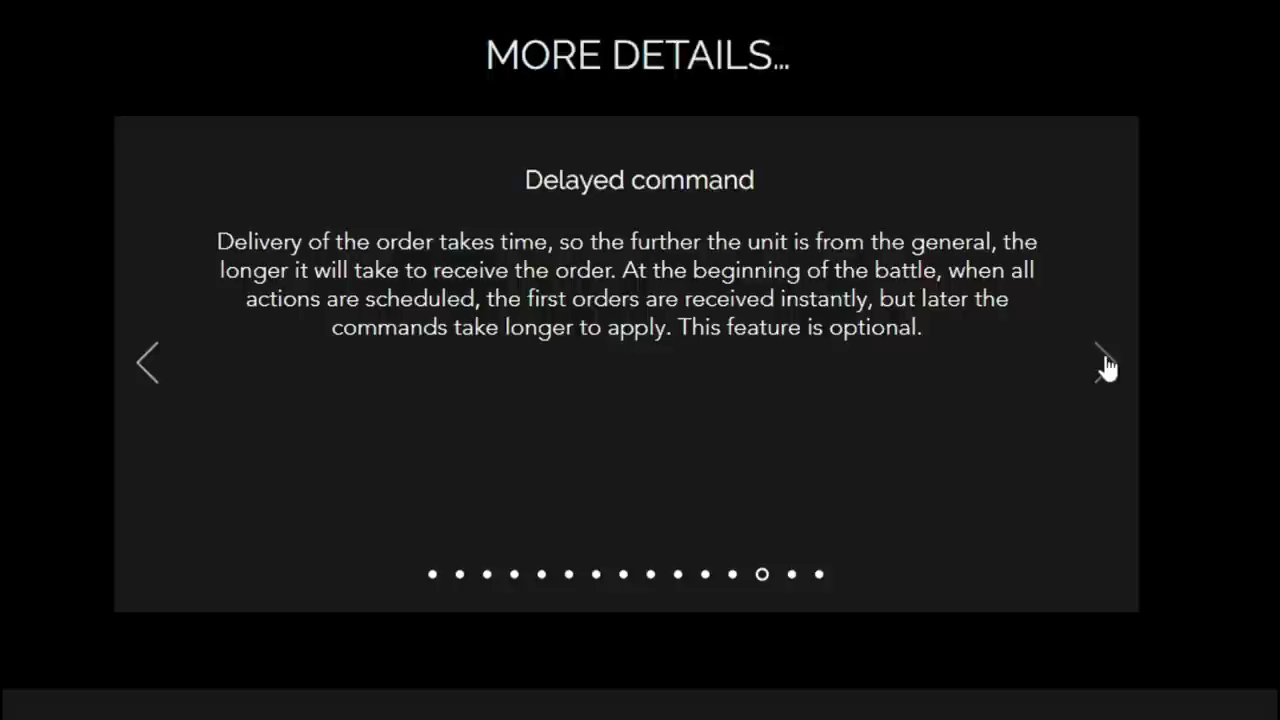 MORE DETAILS...
Delayed command
Delivery of the order takes time, so the further the unit is from the general, the
longer it will take to receive the order. At the beginning of the battle, when all
actions are scheduled, the first orders are received instantly, but later the
commands take longer to apply. This feature is optional.